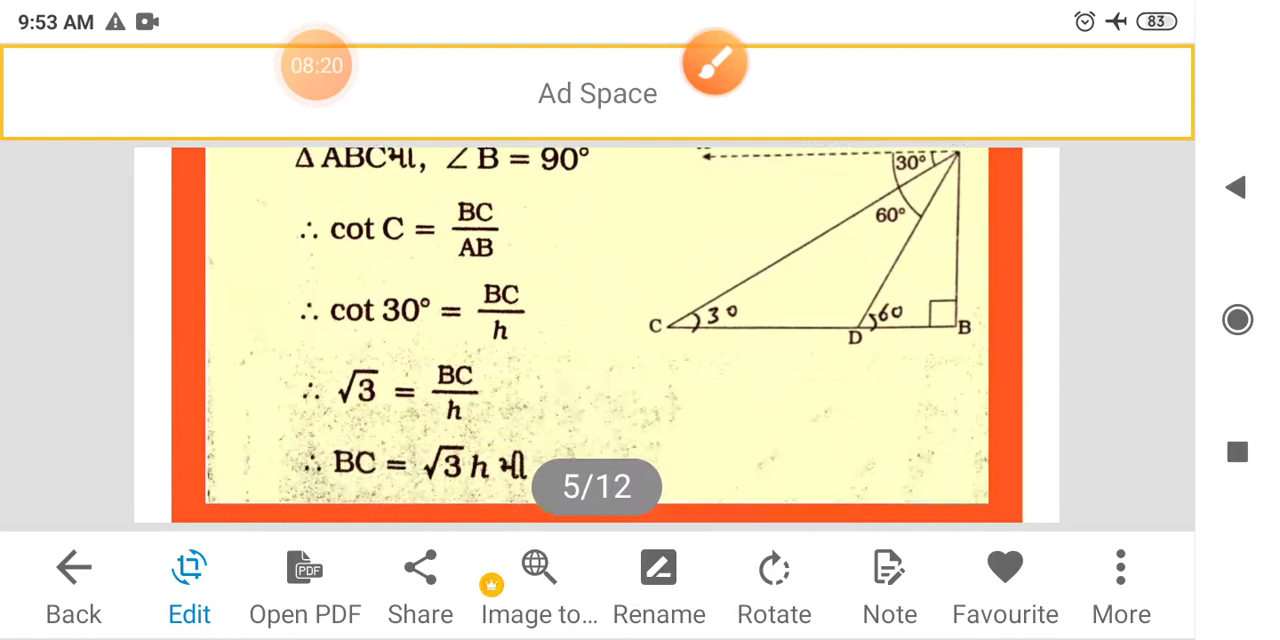 9:53 AM
83
08:20
Ad Space
Δ ABCમાં, ∠ B = 90°
∴ cot C = BC / AB
∴ cot 30° = BC / h
∴ √3 = BC / h
∴ BC = √3 h મી
30°
60°
C
30
D
60
B
5/12
Back
Edit
PDF
Open PDF
Share
Image to...
Rename
Rotate
Note
Favourite
More